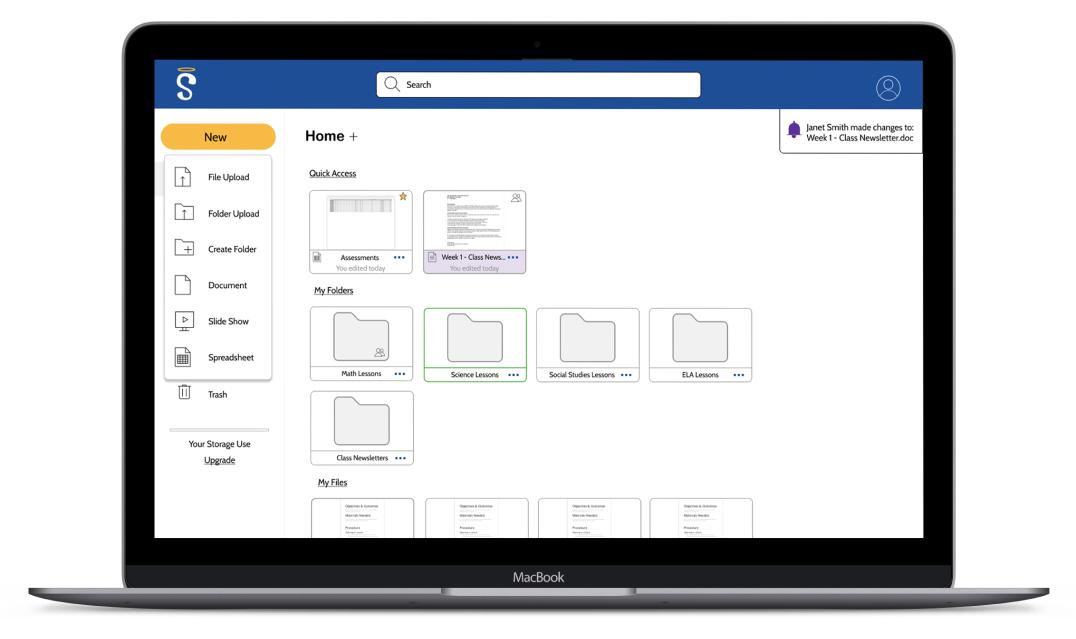 S
Search
New
File Upload
Folder Upload
Create Folder
Document
Slide Show
Spreadsheet
Trash
Your Storage Use
Upgrade
Home +
Janet Smith made changes to:
Week 1 - Class Newsletter.doc
Quick Access
Assessments
You edited today
Week 1 - Class News...
You edited today
My Folders
Math Lessons
Science Lessons
Social Studies Lessons
ELA Lessons
Class Newsletters
My Files
Objectives & Outcomes
Materials Needed
Procedure
Objectives & Outcomes
Materials Needed
Procedure
Objectives & Outcomes
Materials Needed
Procedure
Objectives & Outcomes
Materials Needed
Procedure
MacBook